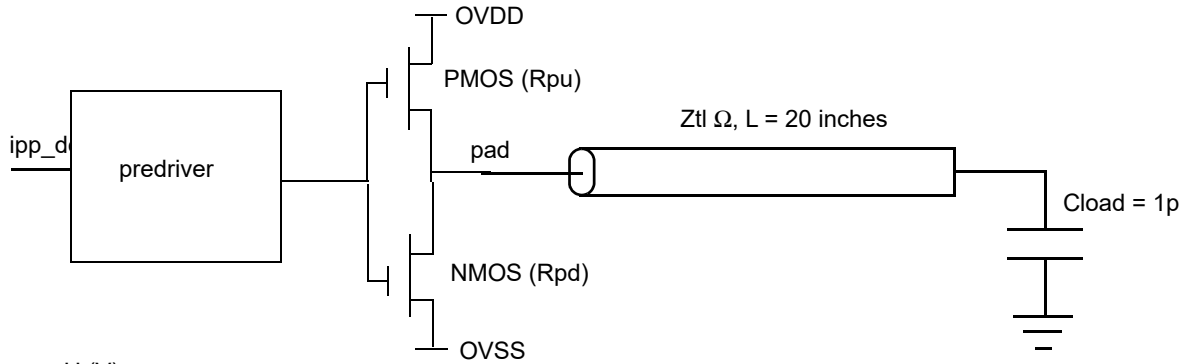 OVDD
PMOS (Rpu)
Ztl Ω, L = 20 inches
pad
predriver
Cload = 1p
NMOS (Rpd)
OVSS